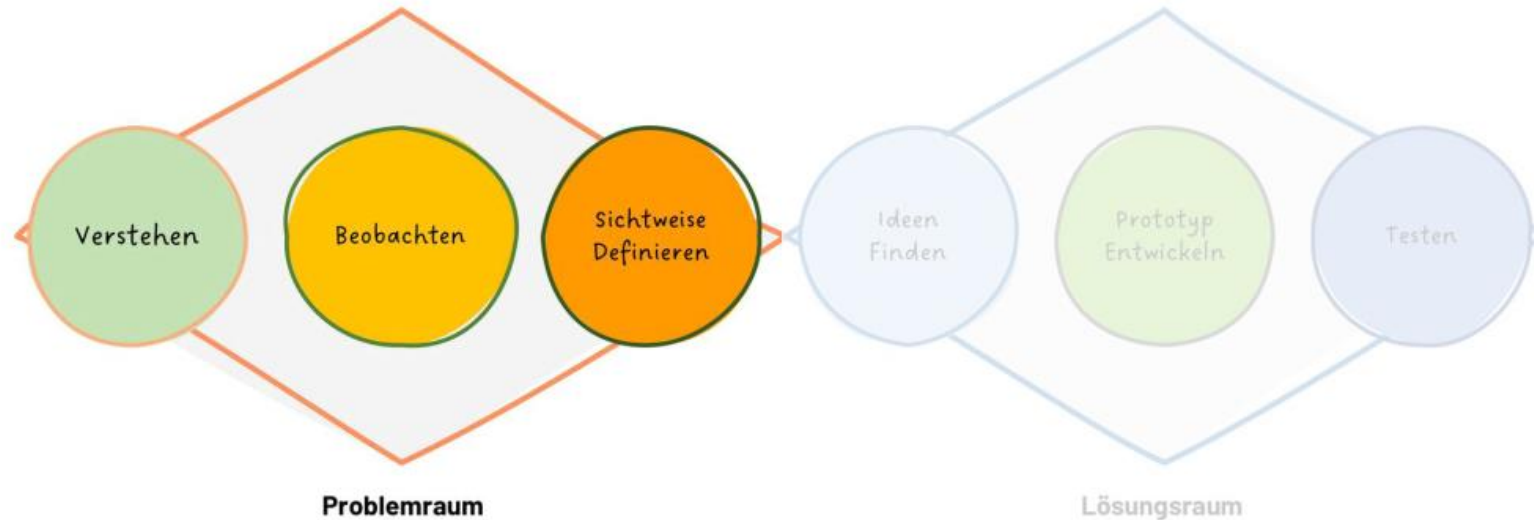 Verstehen
Beobachten
Sichtweise
Definieren
Ideen
Finden
Prototyp
Entwickeln
Testen
Problemraum
Lösungsraum